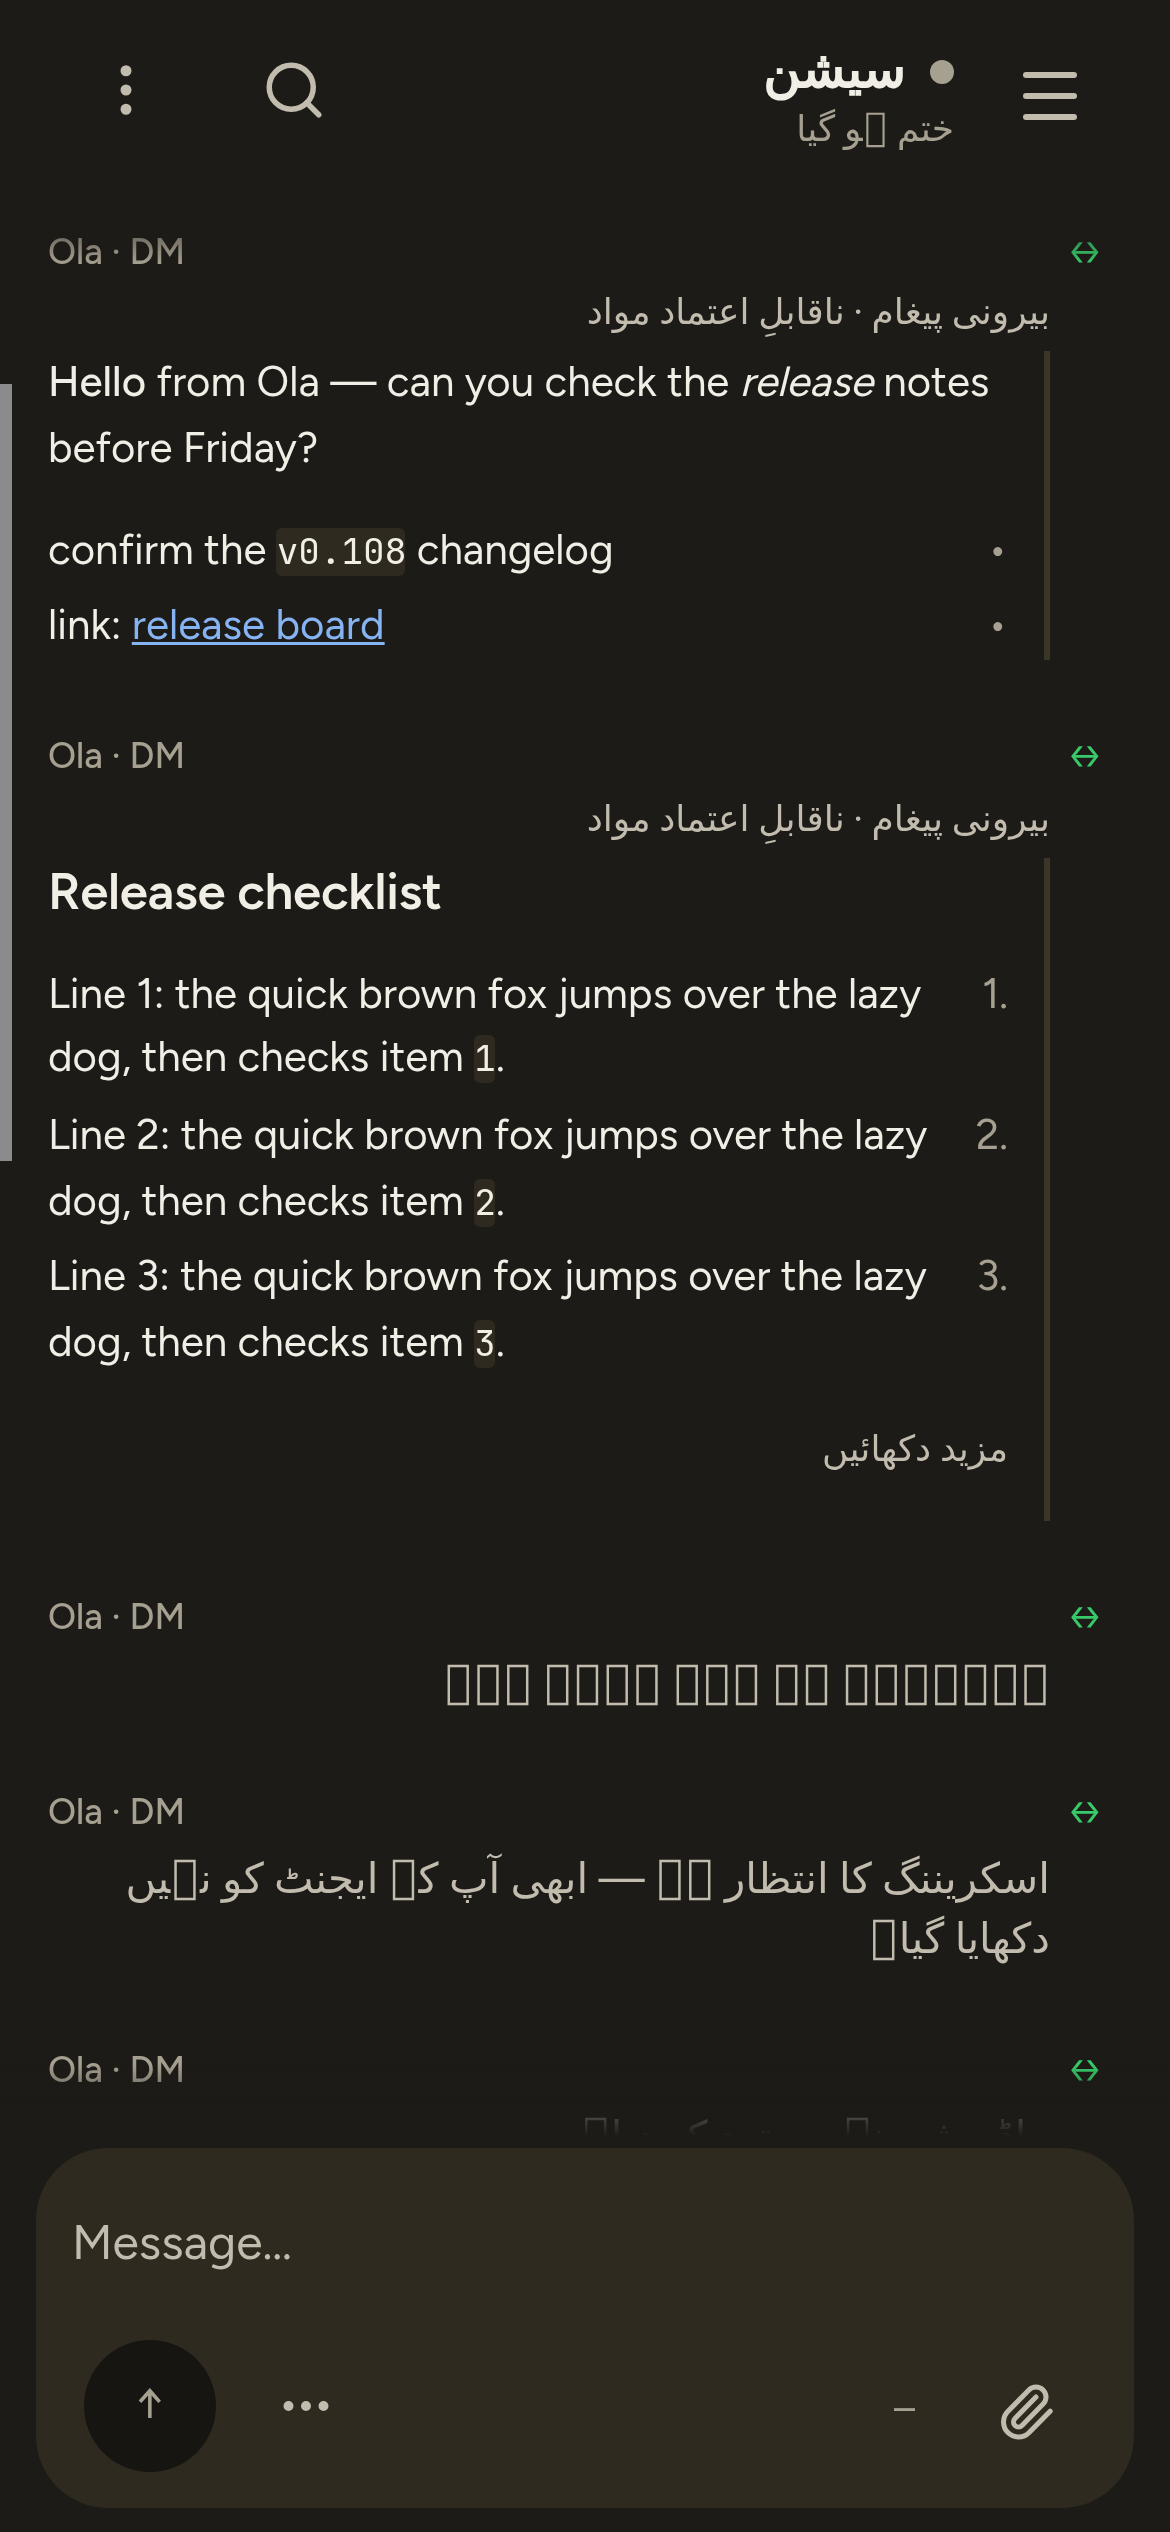 سیشن
ختم گیا
Ola · DM
بیرونی پیغام · ناقابلِ اعتماد مواد
Hello from Ola — can you check the release notes
before Friday?
• confirm the v0.108 changelog
• link: release board
Ola · DM
بیرونی پیغام · ناقابلِ اعتماد مواد
Release checklist
1. Line 1: the quick brown fox jumps over the lazy
dog, then checks item 1.
2. Line 2: the quick brown fox jumps over the lazy
dog, then checks item 2.
3. Line 3: the quick brown fox jumps over the lazy
dog, then checks item 3.
مزید دکھائیں
Ola · DM
Ola · DM
اسکریننگ کا انتظار — ابھی آپ ایجنٹ کو
دکھایا گیا
Ola · DM
Message...